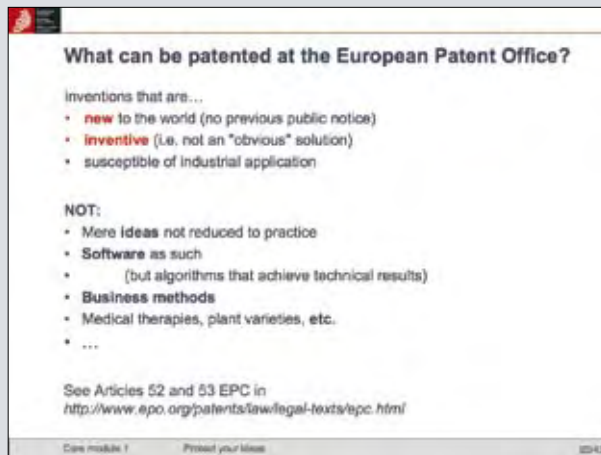 What can be patented at the European Patent Office?
Inventions that are…
• new to the world (no previous public notice)
• inventive (i.e. not an "obvious" solution)
• susceptible of industrial application
NOT:
• Mere ideas not reduced to practice
• Software as such
• (but algorithms that achieve technical results)
• Business methods
• Medical therapies, plant varieties, etc.
• …
See Articles 52 and 53 EPC in
http://www.epo.org/patents/law/legal-texts/epc.html
Core module 1 Protect your ideas